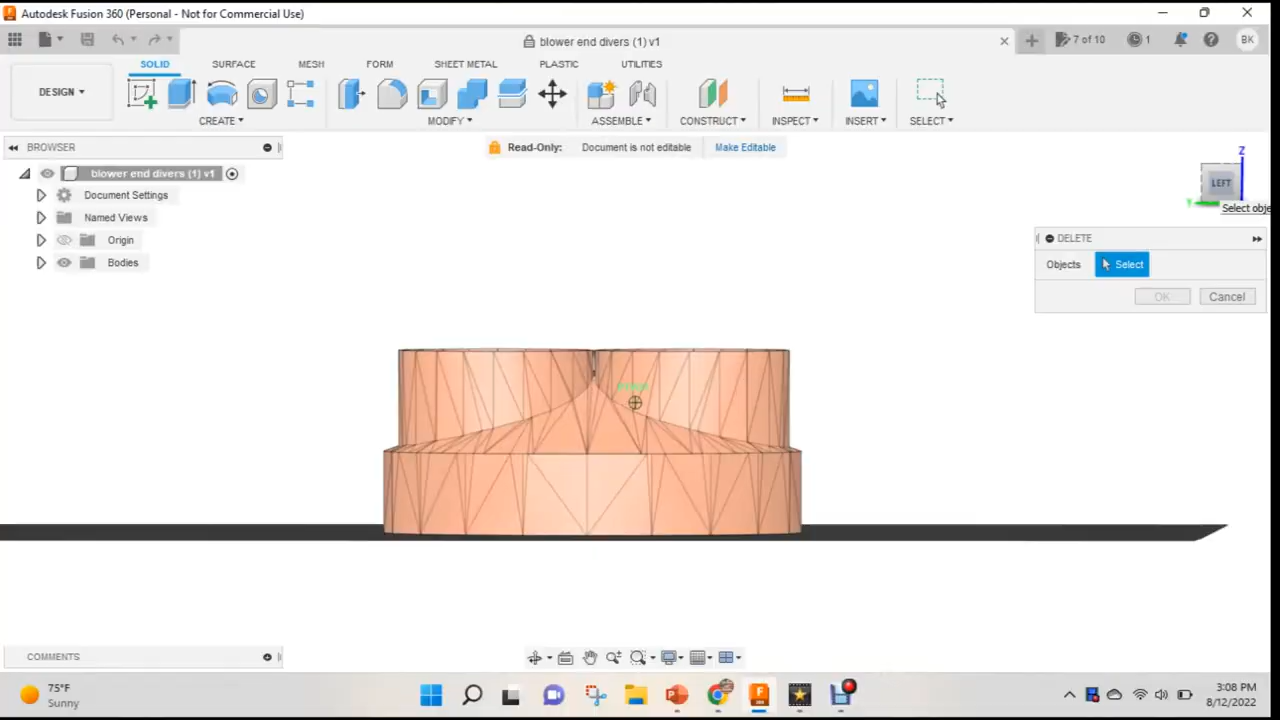 Autodesk Fusion 360 (Personal - Not for Commercial Use)
blower end divers (1) v1
7 of 10
1
BK
DESIGN
SOLID
SURFACE
MESH
FORM
SHEET METAL
PLASTIC
UTILITIES
CREATE
MODIFY
ASSEMBLE
CONSTRUCT
INSPECT
INSERT
SELECT
BROWSER
Read-Only:
Document is not editable
Make Editable
blower end divers (1) v1
Document Settings
Named Views
Origin
Bodies
Z
LEFT
Y
Select obje
DELETE
Objects
Select
OK
Cancel
COMMENTS
75°F
Sunny
3:08 PM
8/12/2022